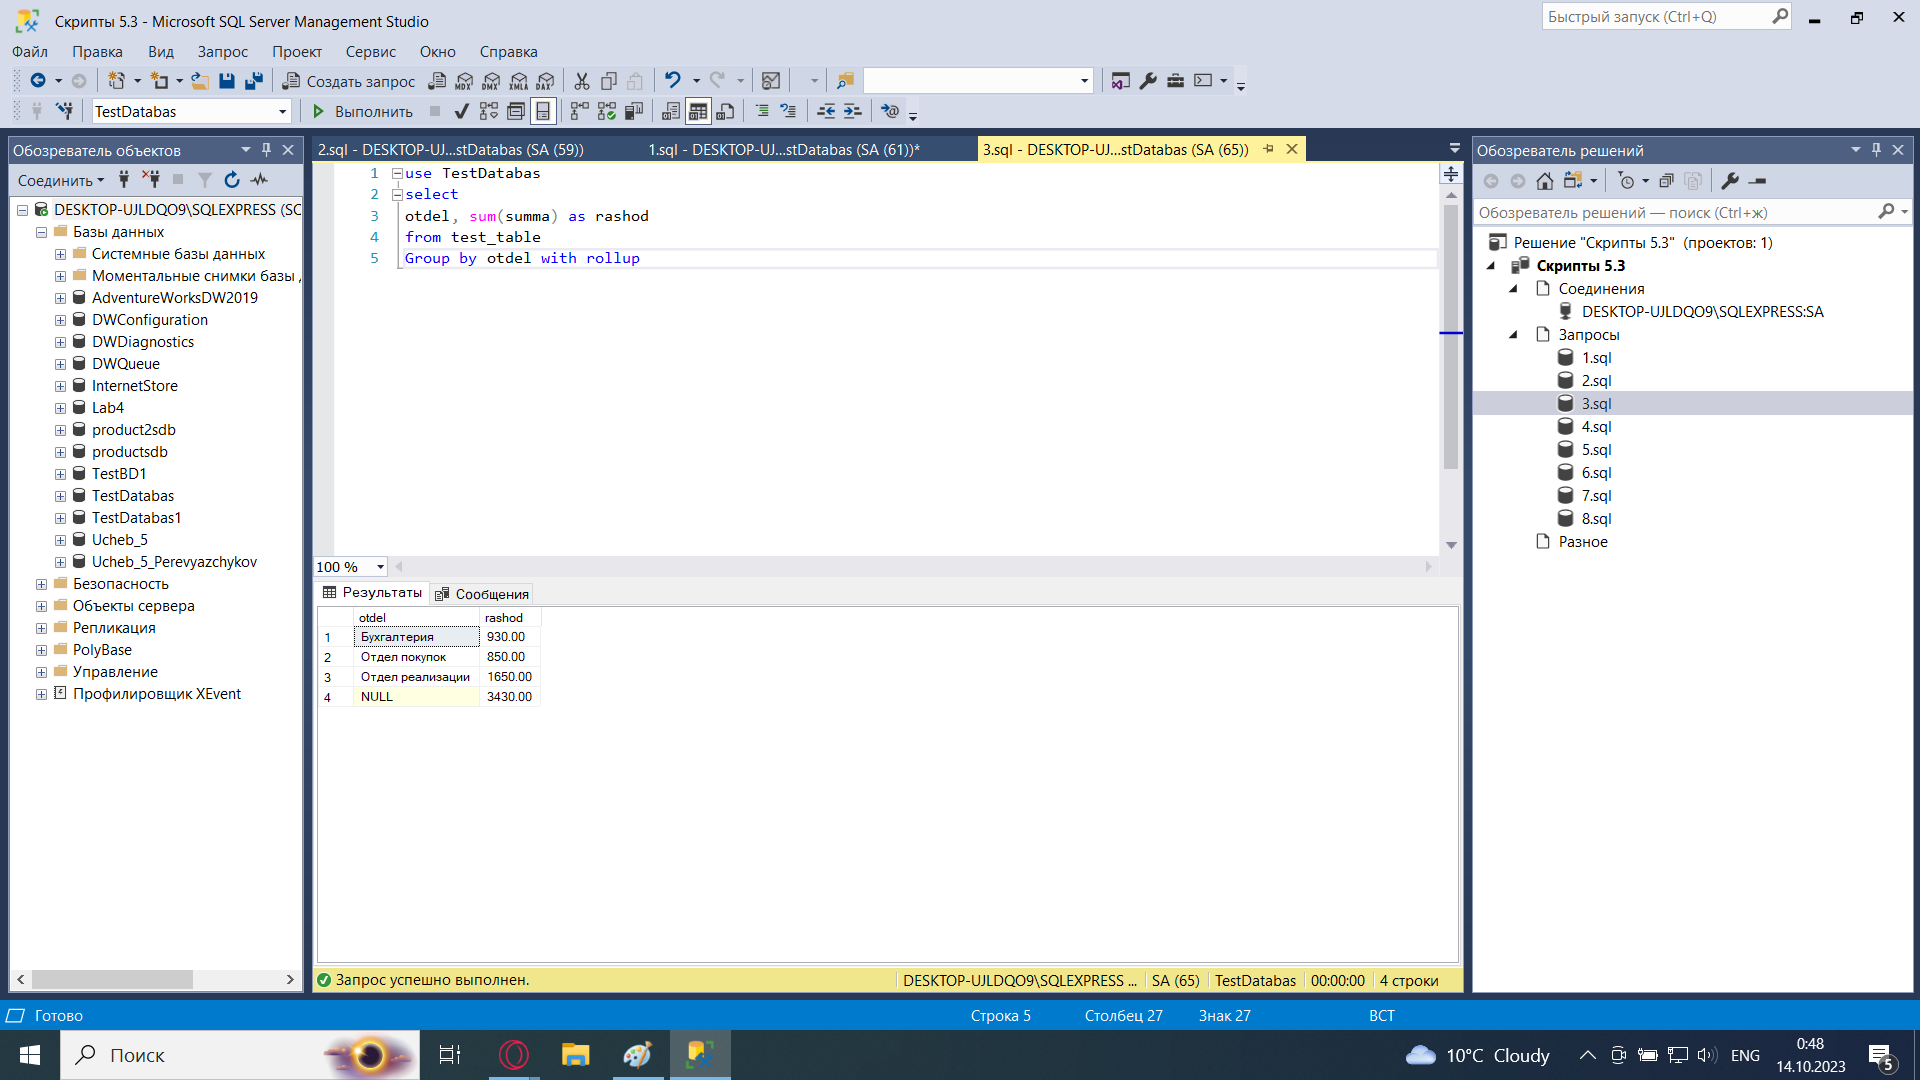 Скрипты 5.3 - Microsoft SQL Server Management Studio
Быстрый запуск (Ctrl+Q)
Файл Правка Вид Запрос Проект Сервис Окно Справка
Создать запрос MDX DMX XMLA DAX
TestDatabas Выполнить
Обозреватель объектов
Соединить
DESKTOP-UJLDQO9\SQLEXPRESS (SC
Базы данных
Системные базы данных
Моментальные снимки базы
AdventureWorksDW2019
DWConfiguration
DWDiagnostics
DWQueue
InternetStore
Lab4
product2sdb
productsdb
TestBD1
TestDatabas
TestDatabas1
Ucheb_5
Ucheb_5_Perevyazchykov
Безопасность
Объекты сервера
Репликация
PolyBase
Управление
Профилировщик XEvent
2.sql - DESKTOP-UJ...stDatabas (SA (59))
1.sql - DESKTOP-UJ...stDatabas (SA (61))*
3.sql - DESKTOP-UJ...stDatabas (SA (65))
1 use TestDatabas
2 select
3 otdel, sum(summa) as rashod
4 from test_table
5 Group by otdel with rollup
100 %
Результаты Сообщения
otdel rashod
1 Бухгалтерия 930.00
2 Отдел покупок 850.00
3 Отдел реализации 1650.00
4 NULL 3430.00
Запрос успешно выполнен. DESKTOP-UJLDQO9\SQLEXPRESS ... SA (65) TestDatabas 00:00:00 4 строки
Обозреватель решений
Обозреватель решений — поиск (Ctrl+ж)
Решение "Скрипты 5.3" (проектов: 1)
Скрипты 5.3
Соединения
DESKTOP-UJLDQO9\SQLEXPRESS:SA
Запросы
1.sql
2.sql
3.sql
4.sql
5.sql
6.sql
7.sql
8.sql
Разное
Готово Строка 5 Столбец 27 Знак 27 ВСТ
Поиск
10°C Cloudy
ENG
0:48
14.10.2023
5